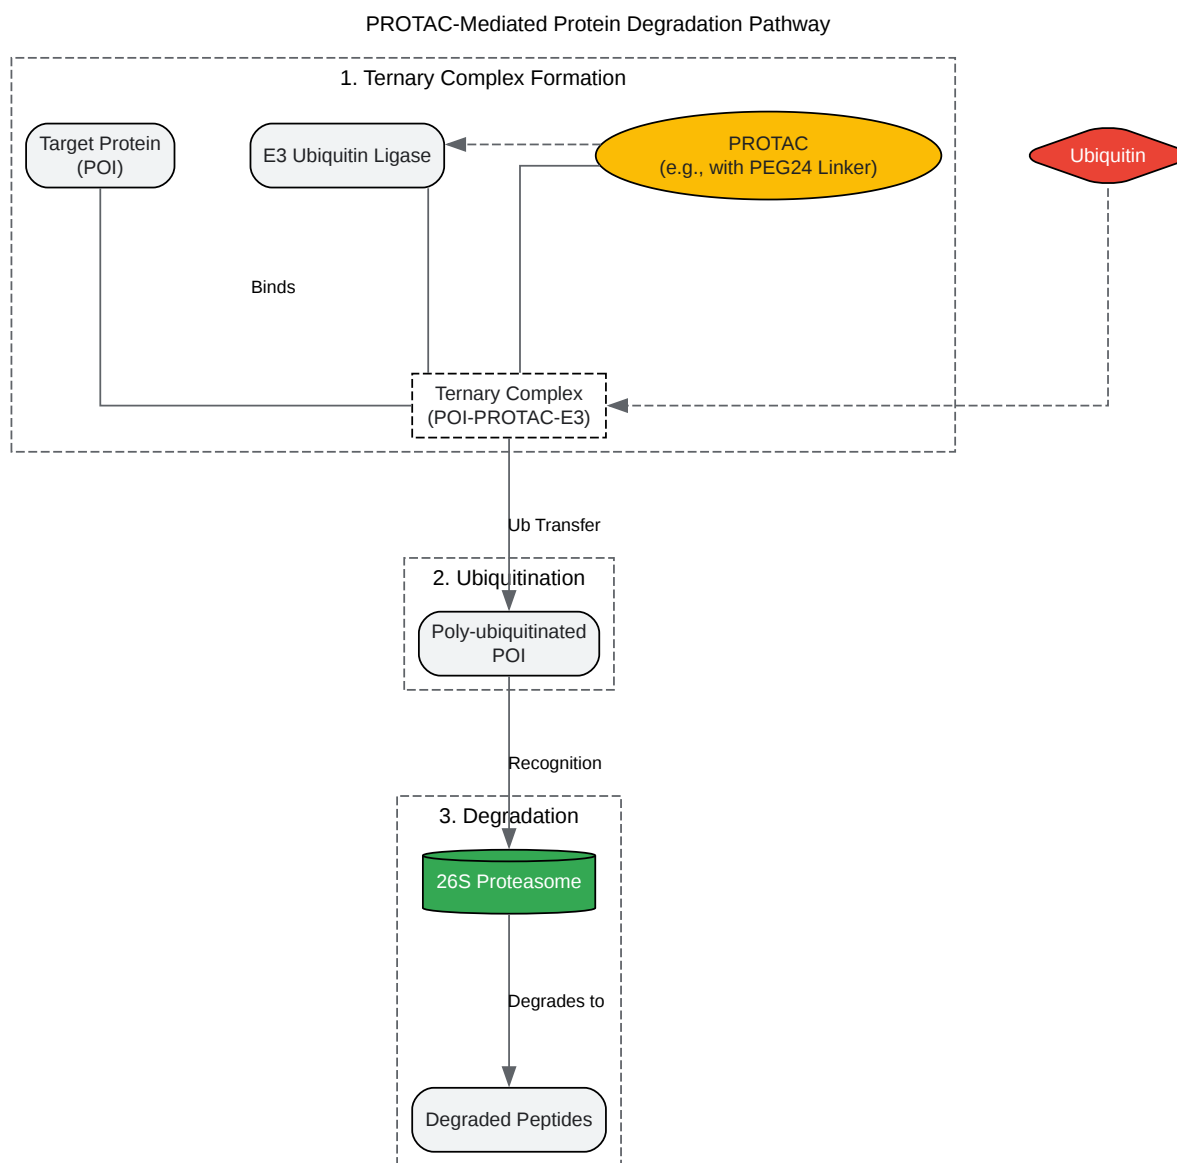 PROTAC-Mediated Protein Degradation Pathway
1. Ternary Complex Formation
Target Protein
(POI)
E3 Ubiquitin Ligase
PROTAC
(e.g., with PEG24 Linker)
Ubiquitin
Binds
Ternary Complex
(POI-PROTAC-E3)
Ub Transfer
2. Ubiquitination
Poly-ubiquitinated
POI
Recognition
3. Degradation
26S Proteasome
Degrades to
Degraded Peptides